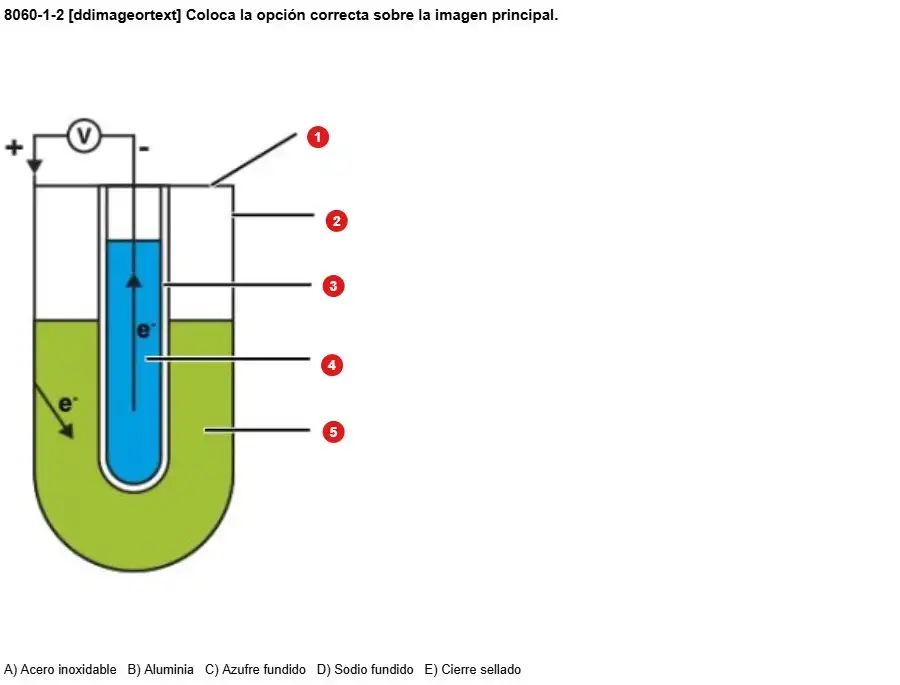 8060-1-2 [ddimageortext] Coloca la opción correcta sobre la imagen principal.
V
+
-
1
2
3
e-
4
e-
5
A) Acero inoxidable B) Aluminia C) Azufre fundido D) Sodio fundido E) Cierre sellado